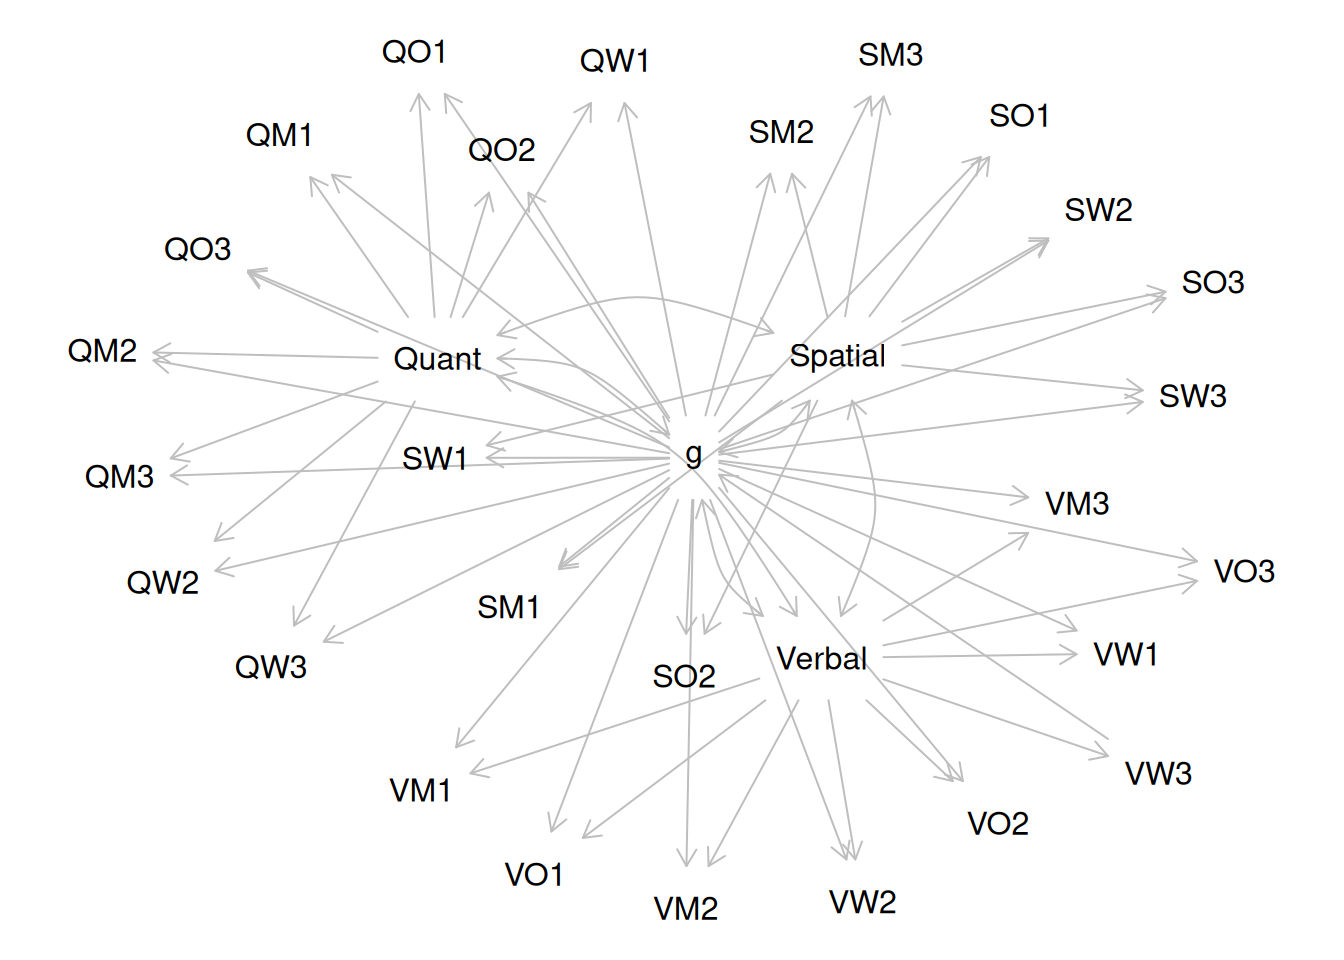 QO1
QW1
SM3
SO1
QM1
SM2
QO2
SW2
QO3
SO3
QM2
Quant
Spatial
SW3
g
SW1
QM3
VM3
VO3
QW2
SM1
VW1
Verbal
QW3
SO2
VW3
VM1
VO2
VO1
VW2
VM2